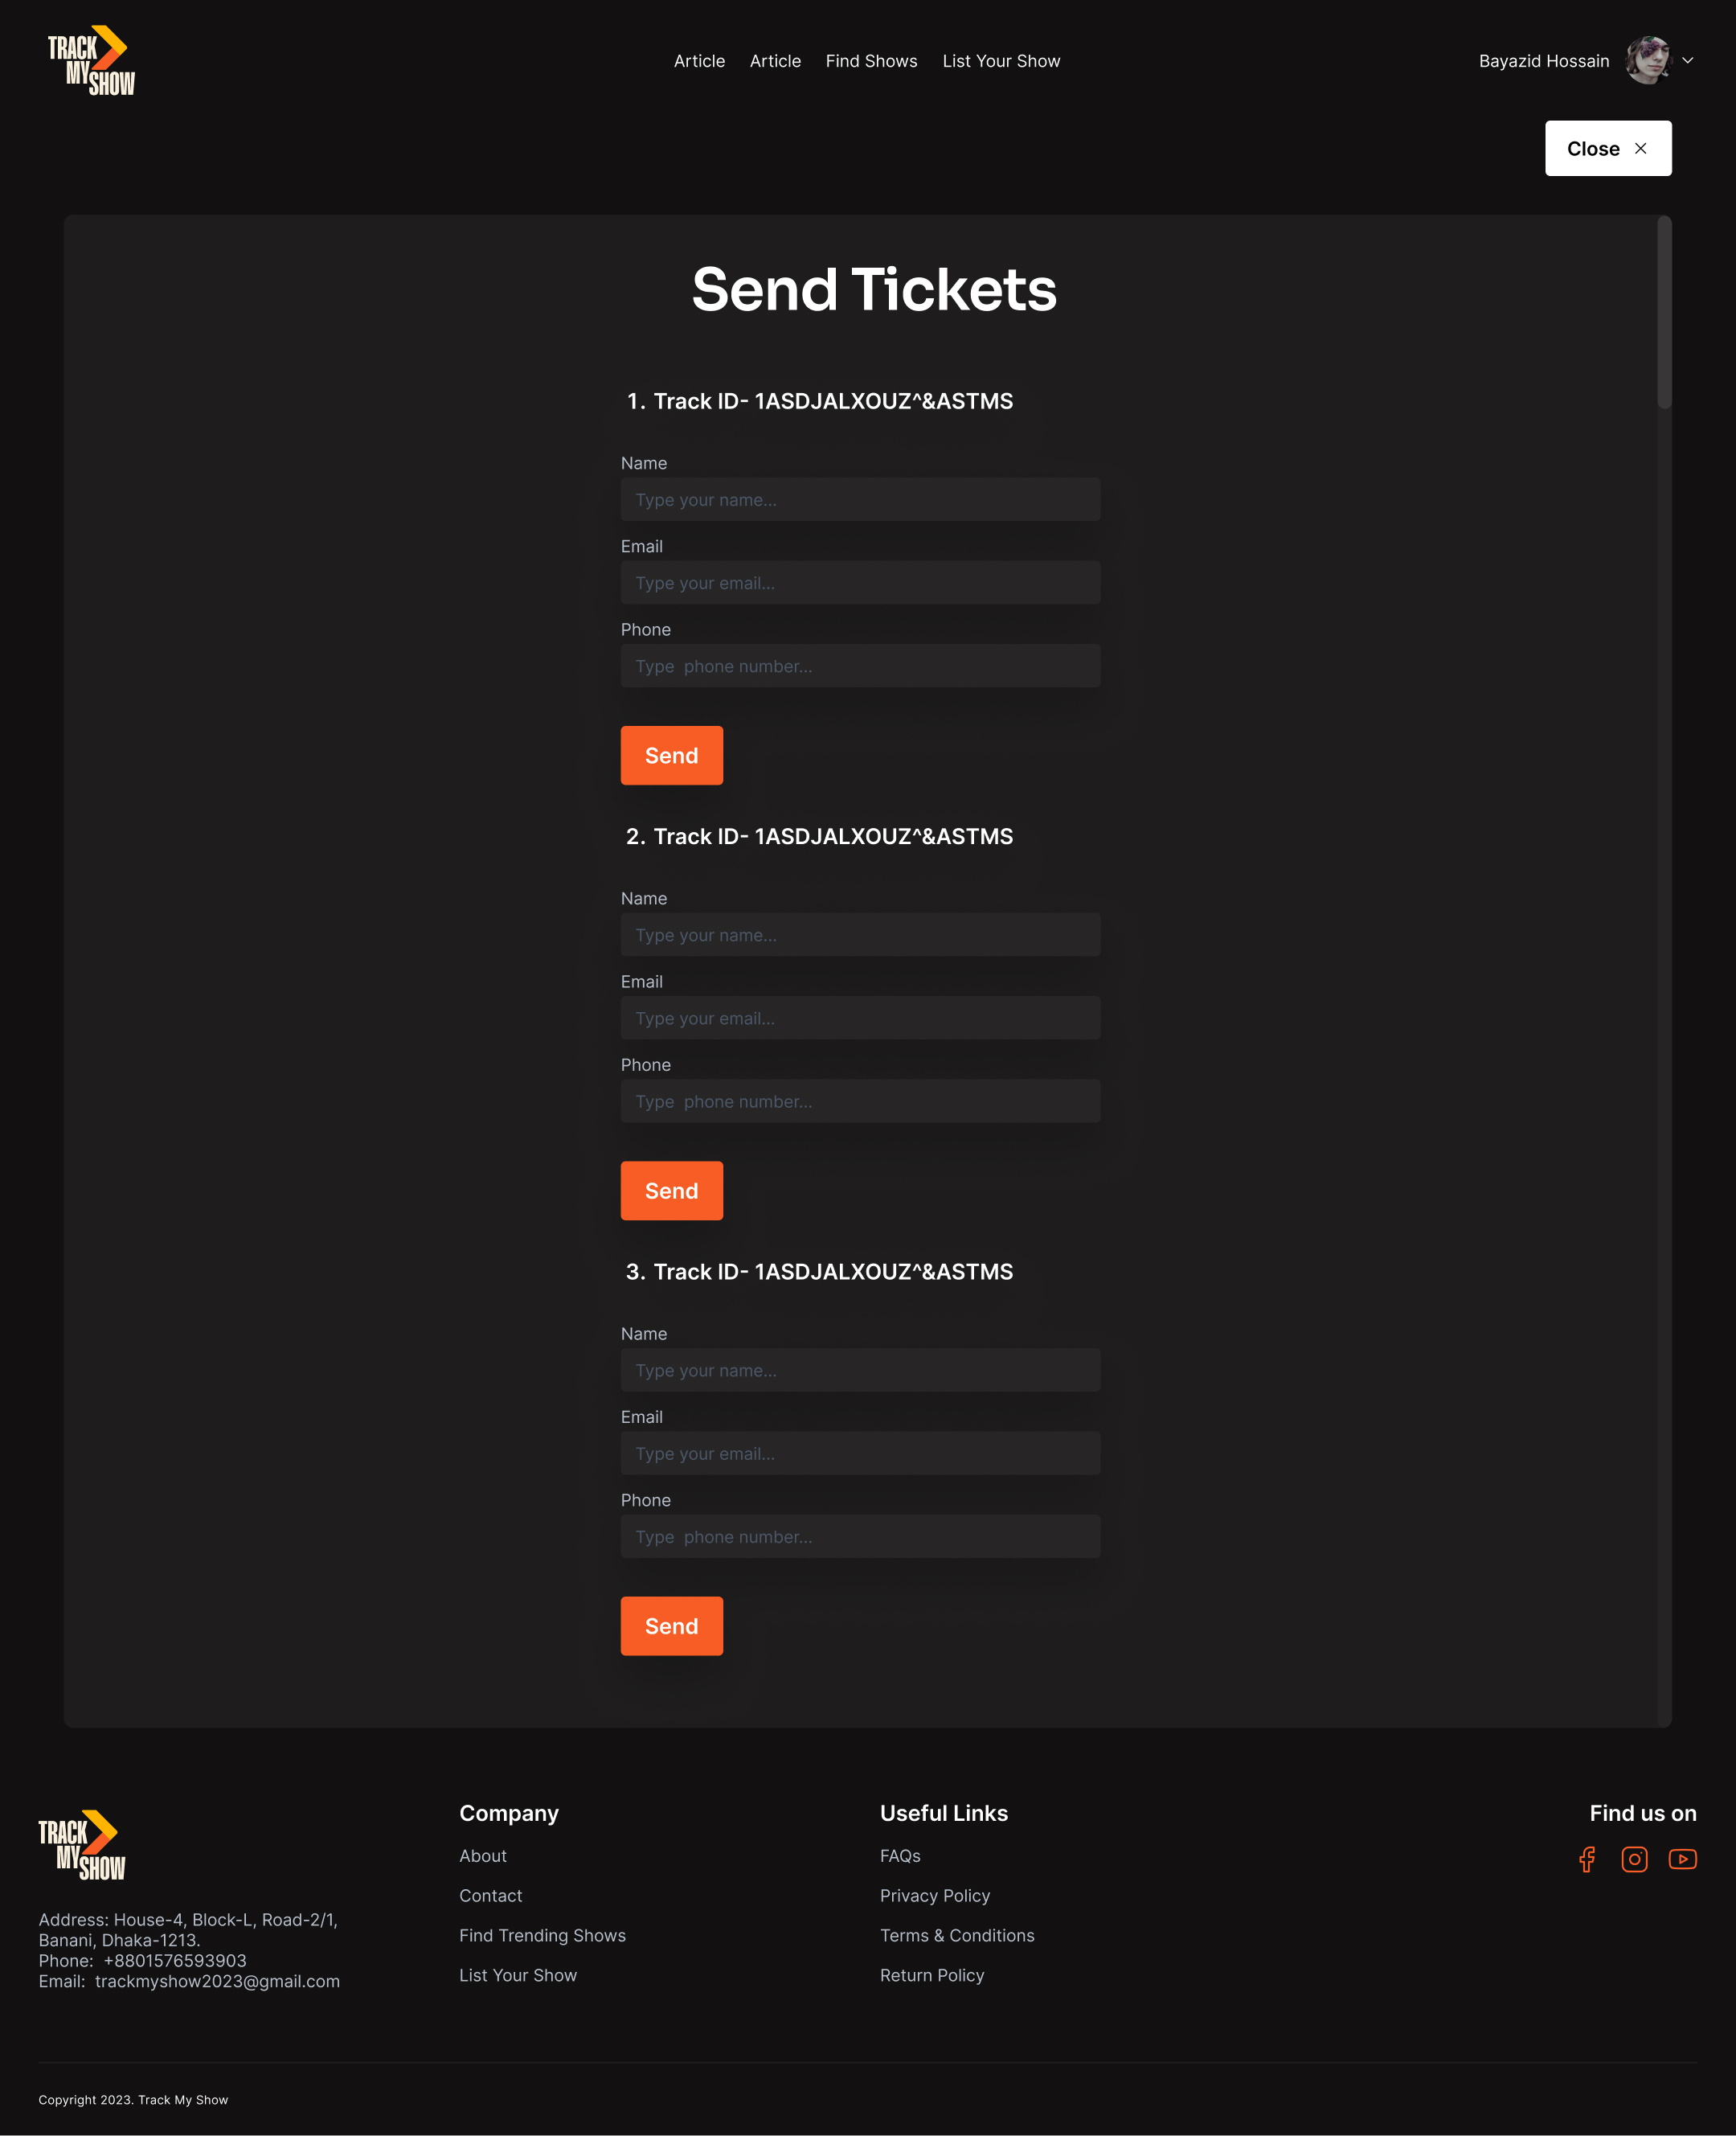 TRACK
MY
SHOW
Article
Article
Find Shows
List Your Show
Bayazid Hossain
Close
Send Tickets
1. Track ID- 1ASDJALXOUZ^&ASTMS
Name
Type your name...
Email
Type your email...
Phone
Type  phone number...
Send
2. Track ID- 1ASDJALXOUZ^&ASTMS
Name
Type your name...
Email
Type your email...
Phone
Type  phone number...
Send
3. Track ID- 1ASDJALXOUZ^&ASTMS
Name
Type your name...
Email
Type your email...
Phone
Type  phone number...
Send
TRACK
MY
SHOW
Address: House-4, Block-L, Road-2/1,
Banani, Dhaka-1213.
Phone:  +8801576593903
Email:  trackmyshow2023@gmail.com
Company
About
Contact
Find Trending Shows
List Your Show
Useful Links
FAQs
Privacy Policy
Terms & Conditions
Return Policy
Find us on
Copyright 2023. Track My Show